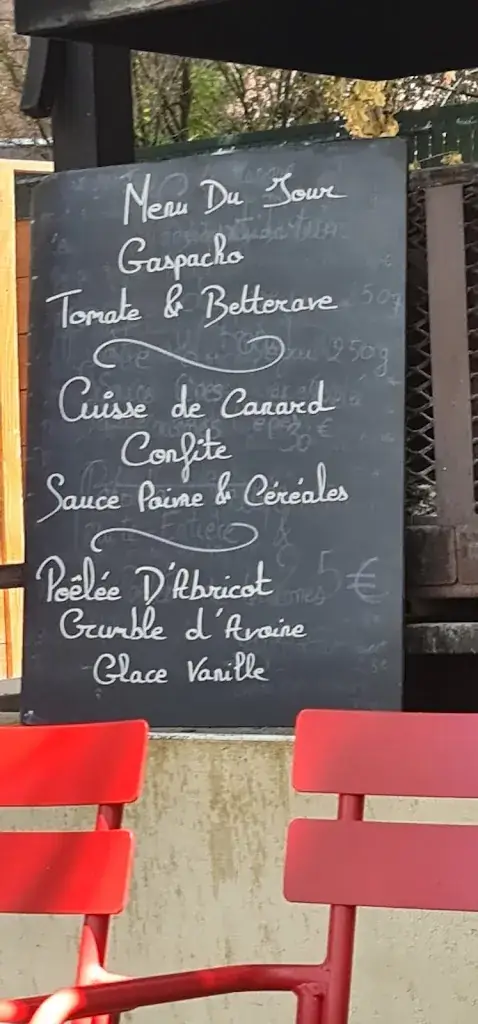 Menu Du Jour
Gaspacho
Tomate & Betterave
Cuisse de Canard
Confite
Sauce Poivre & Céréales
Poêlée D'Abricot
Crumble d'Avoine
Glace Vanille